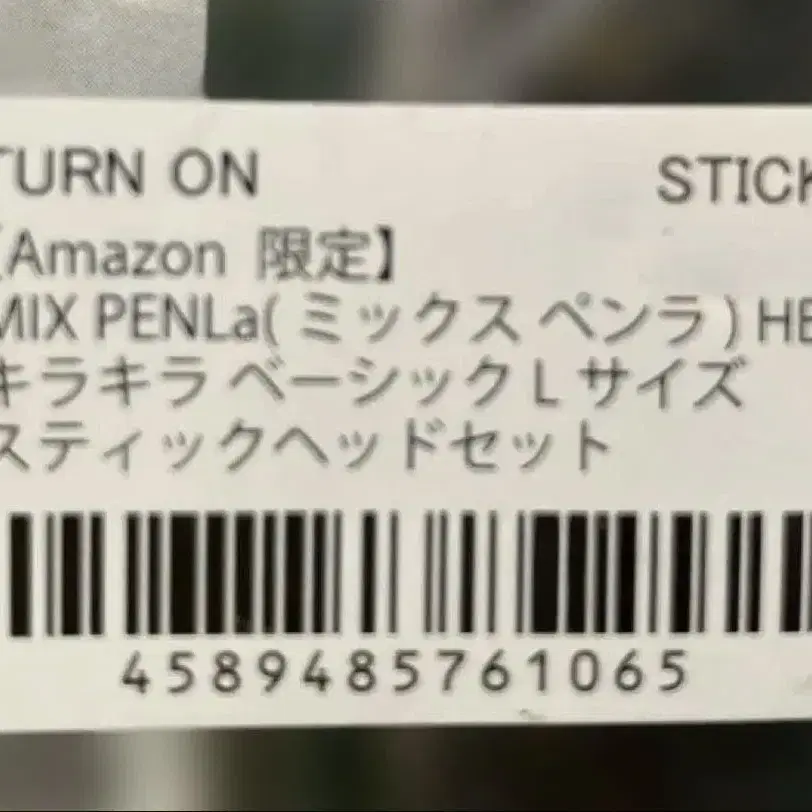 TURN ON STICK
【Amazon 限定】
MIX PENLa( ミックス ペンラ ) HE
キラキラ ベーシック L サイズ
スティックヘッドセット
4589485761065